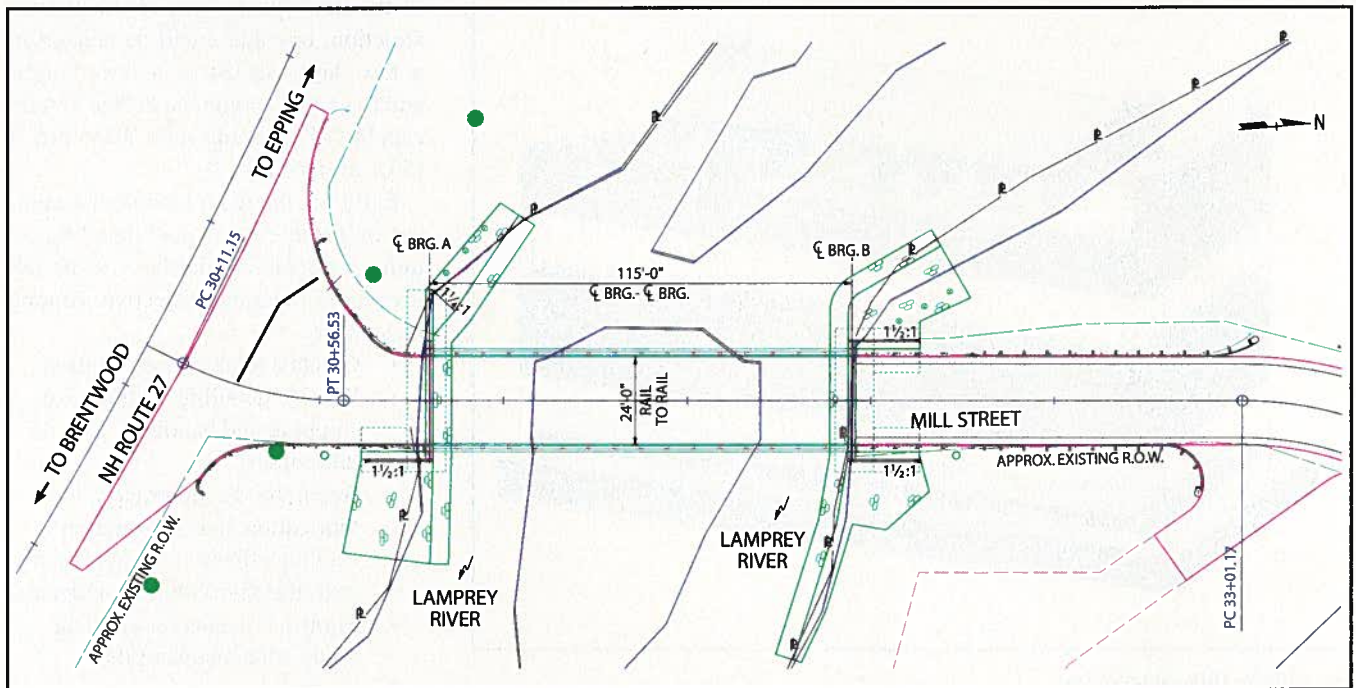 TO EPPING
PC 30+11.15
TO BRENTWOOD
NH ROUTE 27
PT 30+56.53
APPROX. EXISTING R.O.W.
℄ BRG. A
1¼:1
115'-0"
℄ BRG.- ℄ BRG.
℄ BRG. B
N
1½:1
24'-0"
RAIL
TO RAIL
MILL STREET
APPROX. EXISTING R.O.W.
1½:1
1½:1
LAMPREY
RIVER
LAMPREY
RIVER
PC 33+01.17